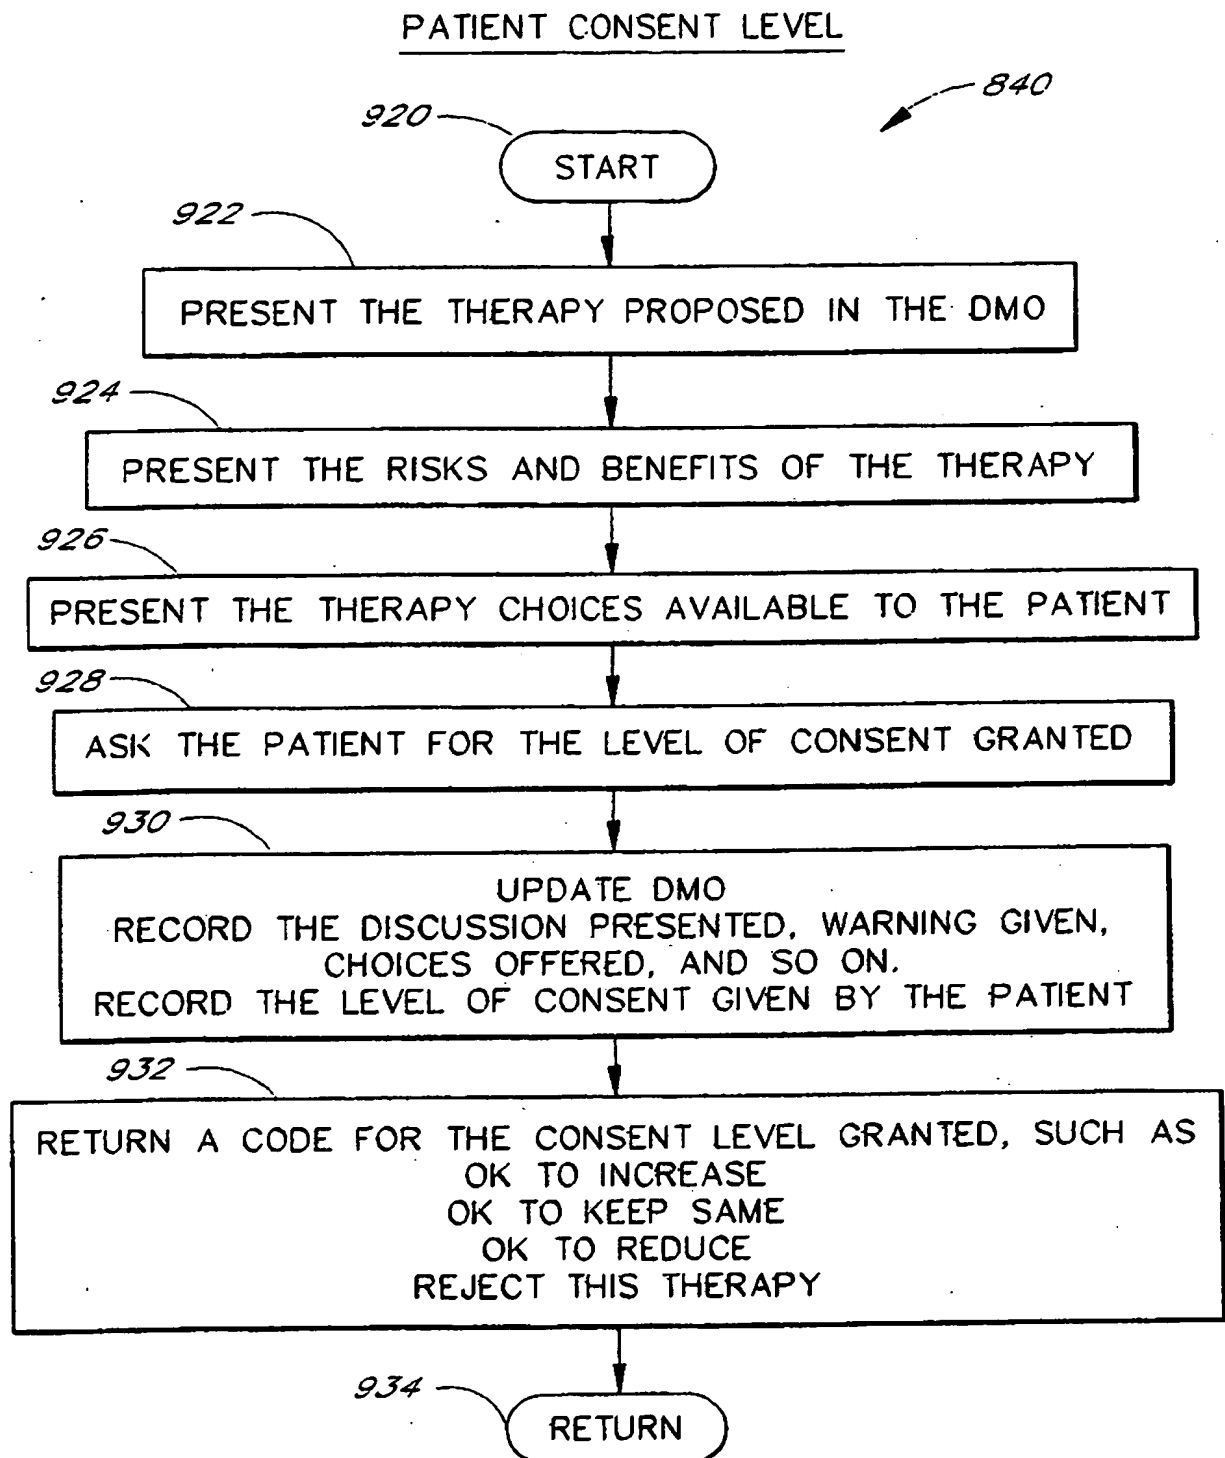 PATIENT CONSENT LEVEL
840
920
START
922
PRESENT THE THERAPY PROPOSED IN THE DMO
924
PRESENT THE RISKS AND BENEFITS OF THE THERAPY
926
PRESENT THE THERAPY CHOICES AVAILABLE TO THE PATIENT
928
ASK THE PATIENT FOR THE LEVEL OF CONSENT GRANTED
930
UPDATE DMO
RECORD THE DISCUSSION PRESENTED, WARNING GIVEN,
CHOICES OFFERED, AND SO ON.
RECORD THE LEVEL OF CONSENT GIVEN BY THE PATIENT
932
RETURN A CODE FOR THE CONSENT LEVEL GRANTED, SUCH AS
OK TO INCREASE
OK TO KEEP SAME
OK TO REDUCE
REJECT THIS THERAPY
934
RETURN